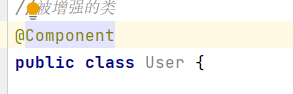 //被增强的类
@Component
public class User {